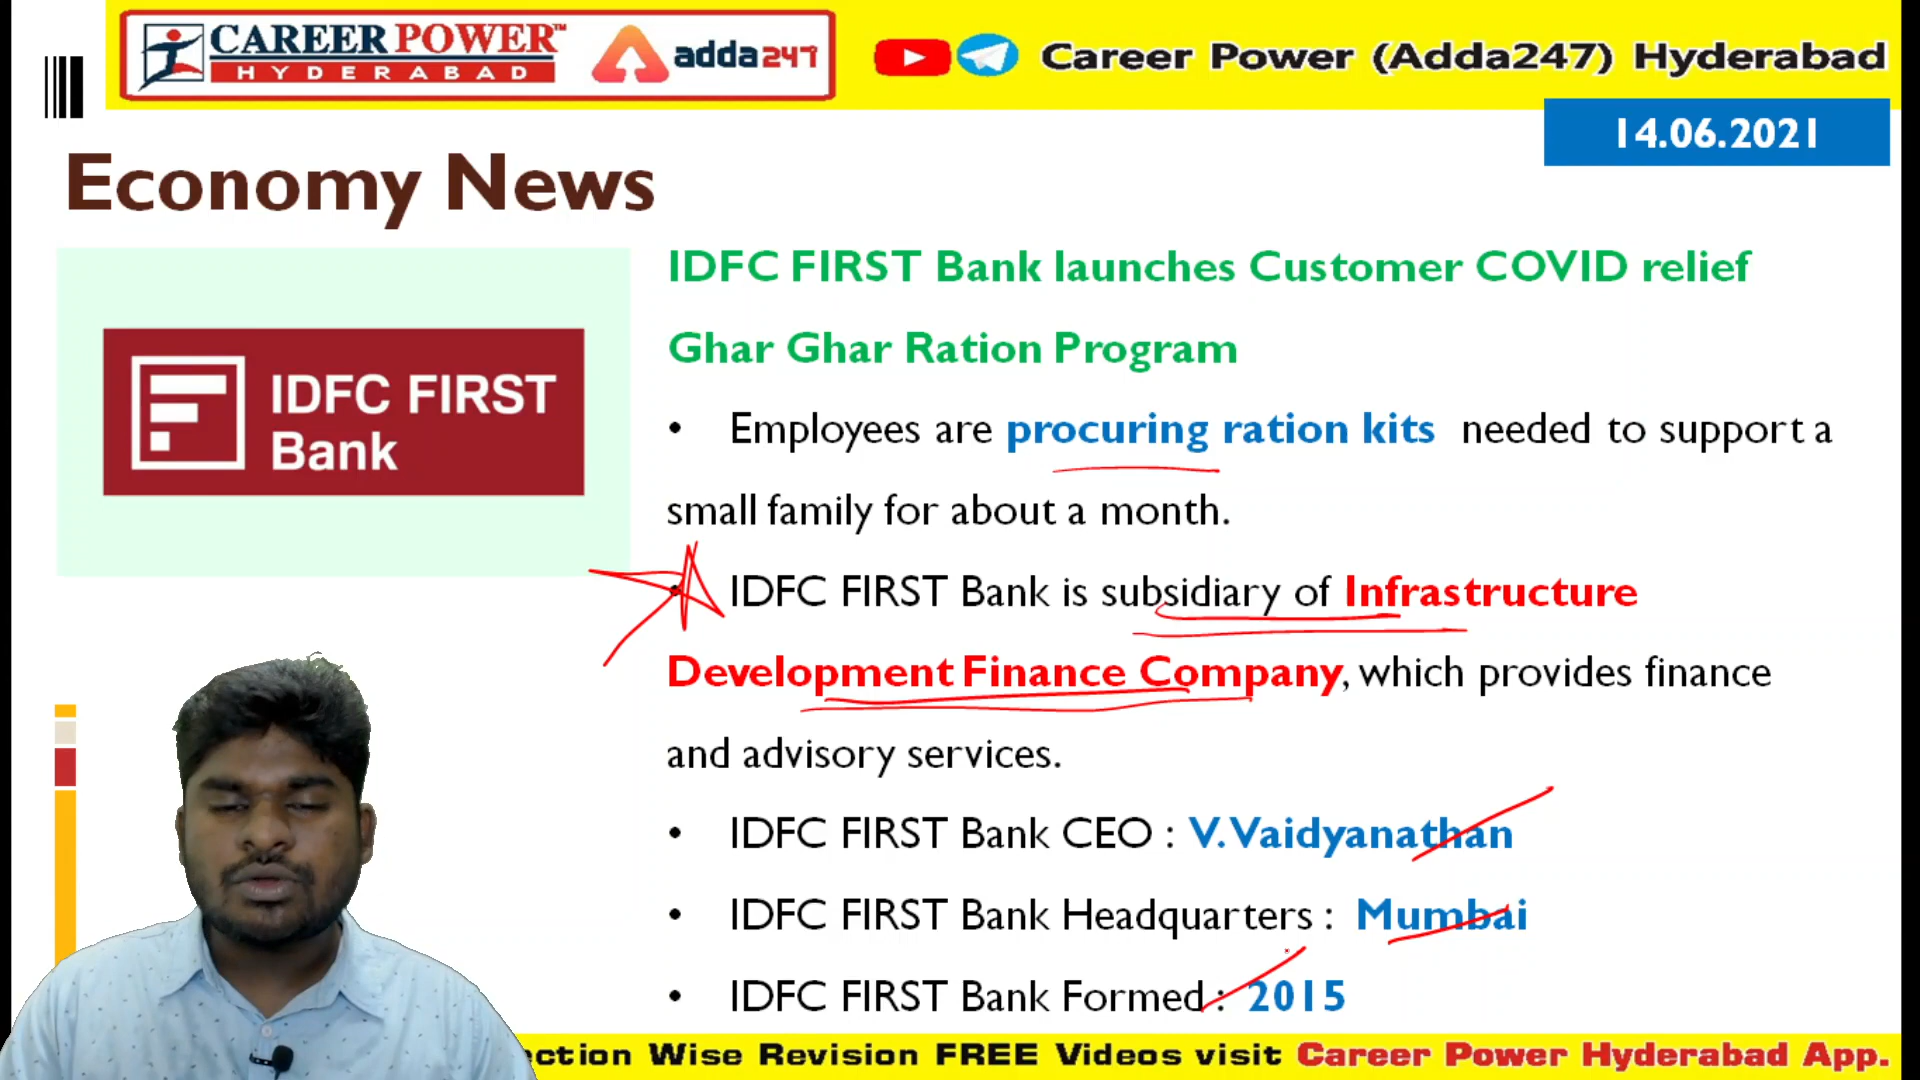 CAREER POWER™
HYDERABAD
adda247
Career Power (Adda247) Hyderabad
14.06.2021
Economy News
IDFC FIRST
Bank
IDFC FIRST Bank launches Customer COVID relief
Ghar Ghar Ration Program
• Employees are procuring ration kits needed to support a
small family for about a month.
• IDFC FIRST Bank is subsidiary of Infrastructure
Development Finance Company, which provides finance
and advisory services.
• IDFC FIRST Bank CEO : V. Vaidyanathan
• IDFC FIRST Bank Headquarters : Mumbai
• IDFC FIRST Bank Formed : 2015
ction Wise Revision FREE Videos visit Career Power Hyderabad App.